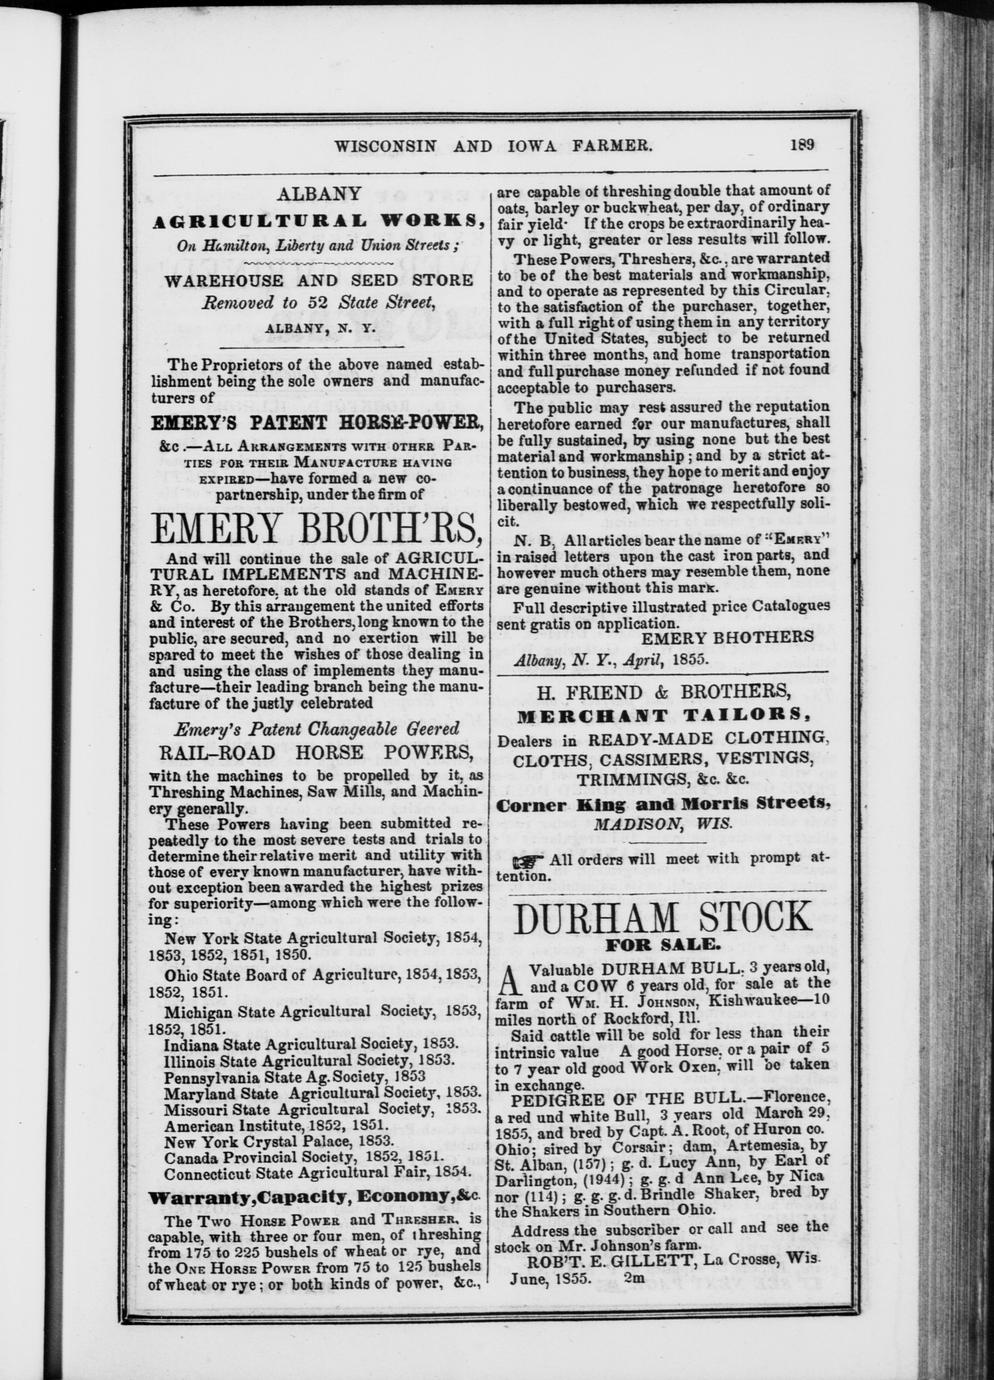 WISCONSIN AND IOWA FARMER. 189
ALBANY
AGRICULTURAL WORKS,
On Hamilton, Liberty and Union Streets;
WAREHOUSE AND SEED STORE
Removed to 52 State Street,
ALBANY, N. Y.
The Proprietors of the above named estab-
lishment being the sole owners and manufac-
turers of
EMERY'S PATENT HORSE-POWER,
&c.—ALL ARRANGEMENTS WITH OTHER PAR-
TIES FOR THEIR MANUFACTURE HAVING
EXPIRED—have formed a new co-
partnership, under the firm of
EMERY BROTH'RS,
And will continue the sale of AGRICUL-
TURAL IMPLEMENTS and MACHINE-
RY, as heretofore, at the old stands of EMERY
& Co. By this arrangement the united efforts
and interest of the Brothers, long known to the
public, are secured, and no exertion will be
spared to meet the wishes of those dealing in
and using the class of implements they manu-
facture—their leading branch being the manu-
facture of the justly celebrated
Emery's Patent Changeable Geered
RAIL-ROAD HORSE POWERS,
with the machines to be propelled by it, as
Threshing Machines, Saw Mills, and Machin-
ery generally.
These Powers having been submitted re-
peatedly to the most severe tests and trials to
determine their relative merit and utility with
those of every known manufacturer, have with-
out exception been awarded the highest prizes
for superiority—among which were the follow-
ing:
New York State Agricultural Society, 1854,
1853, 1852, 1851, 1850.
Ohio State Board of Agriculture, 1854, 1853,
1852, 1851.
Michigan State Agricultural Society, 1853,
1852, 1851.
Indiana State Agricultural Society, 1853.
Illinois State Agricultural Society, 1853.
Pennsylvania State Ag. Society, 1853
Maryland State Agricultural Society, 1853.
Missouri State Agricultural Society, 1853.
American Institute, 1852, 1851.
New York Crystal Palace, 1853.
Canada Provincial Society, 1852, 1851.
Connecticut State Agricultural Fair, 1854.
Warranty, Capacity, Economy, &c.
The TWO HORSE POWER and THRESHER, is
capable, with three or four men, of threshing
from 175 to 225 bushels of wheat or rye, and
the ONE HORSE POWER from 75 to 125 bushels
of wheat or rye; or both kinds of power, &c.,
are capable of threshing double that amount of
oats, barley or buckwheat, per day, of ordinary
fair yield· If the crops be extraordinarily hea-
vy or light, greater or less results will follow.
These Powers, Threshers, &c., are warranted
to be of the best materials and workmanship,
and to operate as represented by this Circular,
to the satisfaction of the purchaser, together,
with a full right of using them in any territory
of the United States, subject to be returned
within three months, and home transportation
and full purchase money refunded if not found
acceptable to purchasers.
The public may rest assured the reputation
heretofore earned for our manufactures, shall
be fully sustained, by using none but the best
material and workmanship; and by a strict at-
tention to business, they hope to merit and enjoy
a continuance of the patronage heretofore so
liberally bestowed, which we respectfully soli-
cit.
N. B, All articles bear the name of "EMERY"
in raised letters upon the cast iron parts, and
however much others may resemble them, none
are genuine without this mark.
Full descriptive illustrated price Catalogues
sent gratis on application.
EMERY BHOTHERS
Albany, N. Y., April, 1855.
H. FRIEND & BROTHERS,
MERCHANT TAILORS,
Dealers in READY-MADE CLOTHING,
CLOTHS, CASSIMERS, VESTINGS,
TRIMMINGS, &c. &c.
Corner King and Morris Streets,
MADISON, WIS.
☞ All orders will meet with prompt at-
tention.
DURHAM STOCK
FOR SALE.
A Valuable DURHAM BULL, 3 years old,
and a COW 6 years old, for sale at the
farm of WM. H. JOHNSON, Kishwaukee—10
miles north of Rockford, Ill.
Said cattle will be sold for less than their
intrinsic value A good Horse, or a pair of 5
to 7 year old good Work Oxen, will be taken
in exchange.
PEDIGREE OF THE BULL.—Florence,
a red und white Bull, 3 years old March 29,
1855, and bred by Capt. A. Root, of Huron co.
Ohio; sired by Corsair; dam, Artemesia, by
St. Alban, (157); g. d. Lucy Ann, by Earl of
Darlington, (1944); g. g. d Ann Lee, by Nica
nor (114); g. g. g. d. Brindle Shaker, bred by
the Shakers in Southern Ohio.
Address the subscriber or call and see the
stock on Mr. Johnson's farm.
ROB'T. E. GILLETT, La Crosse, Wis.
June, 1855. 2m